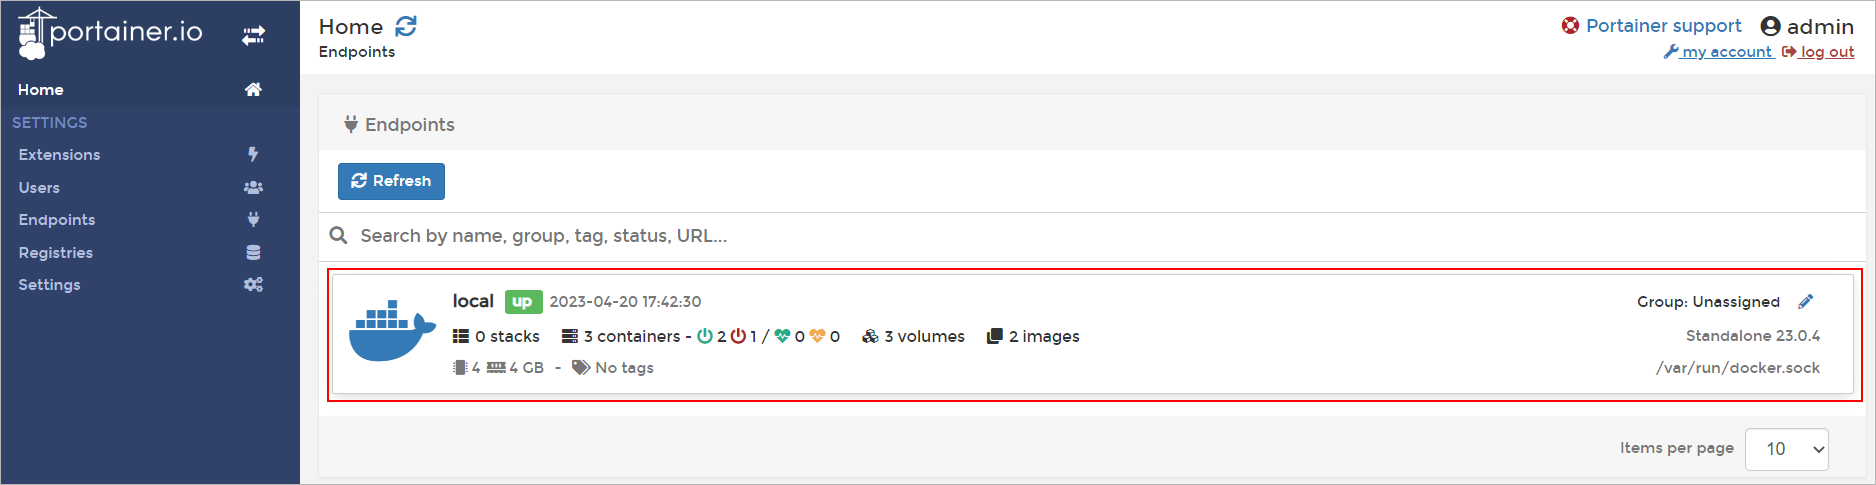 portainer.io
Home
SETTINGS
Extensions
Users
Endpoints
Registries
Settings
Home
Endpoints
Portainer support admin
my account log out
Endpoints
Refresh
Search by name, group, tag, status, URL...
local up 2023-04-20 17:42:30
Group: Unassigned
0 stacks 3 containers - 2 1 / 0 0 3 volumes 2 images
Standalone 23.0.4
4 4 GB - No tags
/var/run/docker.sock
Items per page 10